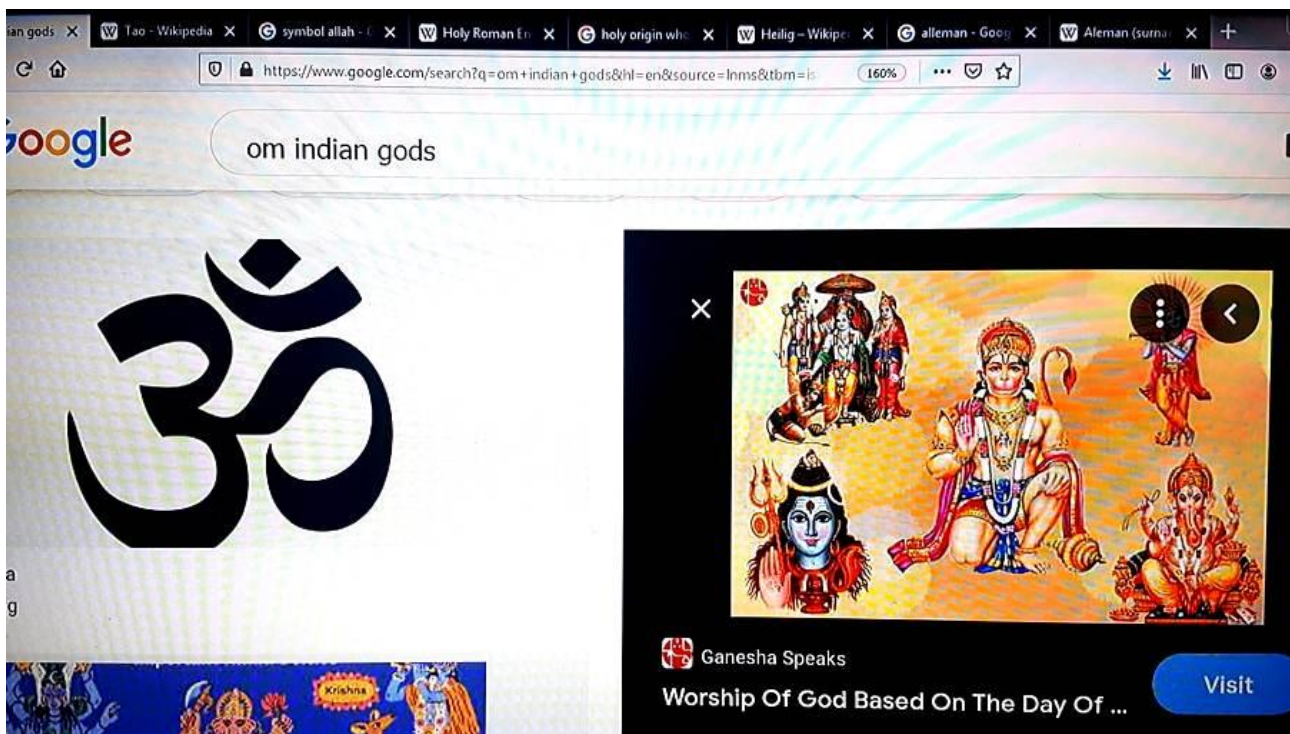 ian gods
Tao - Wikipedia
symbol allah - (
Holy Roman En
holy origin who
Heilig – Wikipe
alleman - Goog
Aleman (surna
https://www.google.com/search?q=om+indian+gods&hl=en&source=lnms&tbm=is
160%
Google
om indian gods
ॐ
a
g
Krishna
Ganesha Speaks
Worship Of God Based On The Day Of ...
Visit